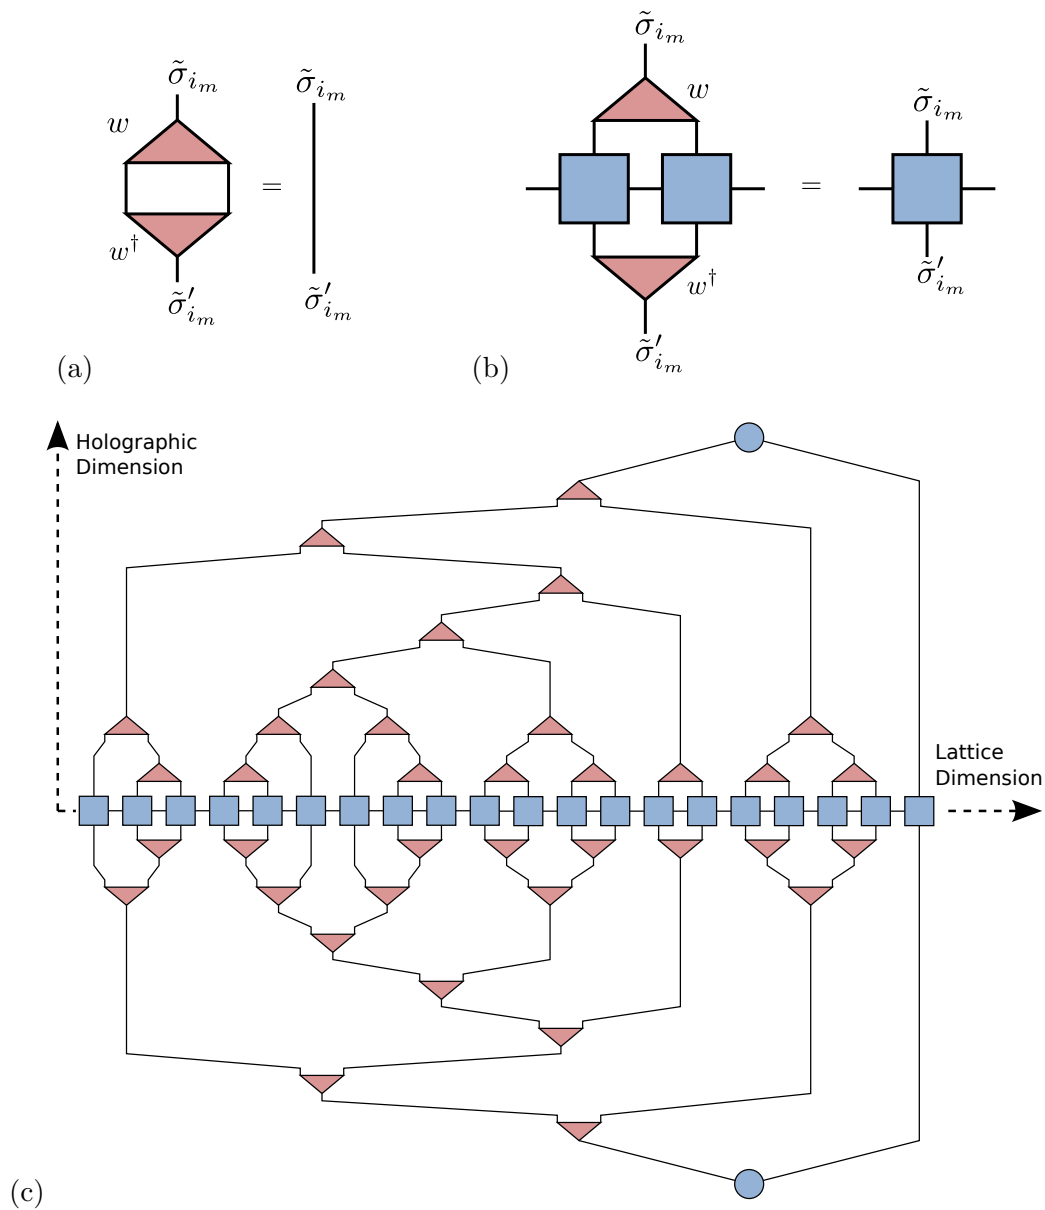 σ̃_{i_m}
w
=
w†
σ̃′_{i_m}
σ̃_{i_m}
(a)
σ̃′_{i_m}
σ̃_{i_m}
w
=
w†
σ̃′_{i_m}
σ̃_{i_m}
σ̃′_{i_m}
(b)
Holographic
Dimension
Lattice
Dimension
(c)